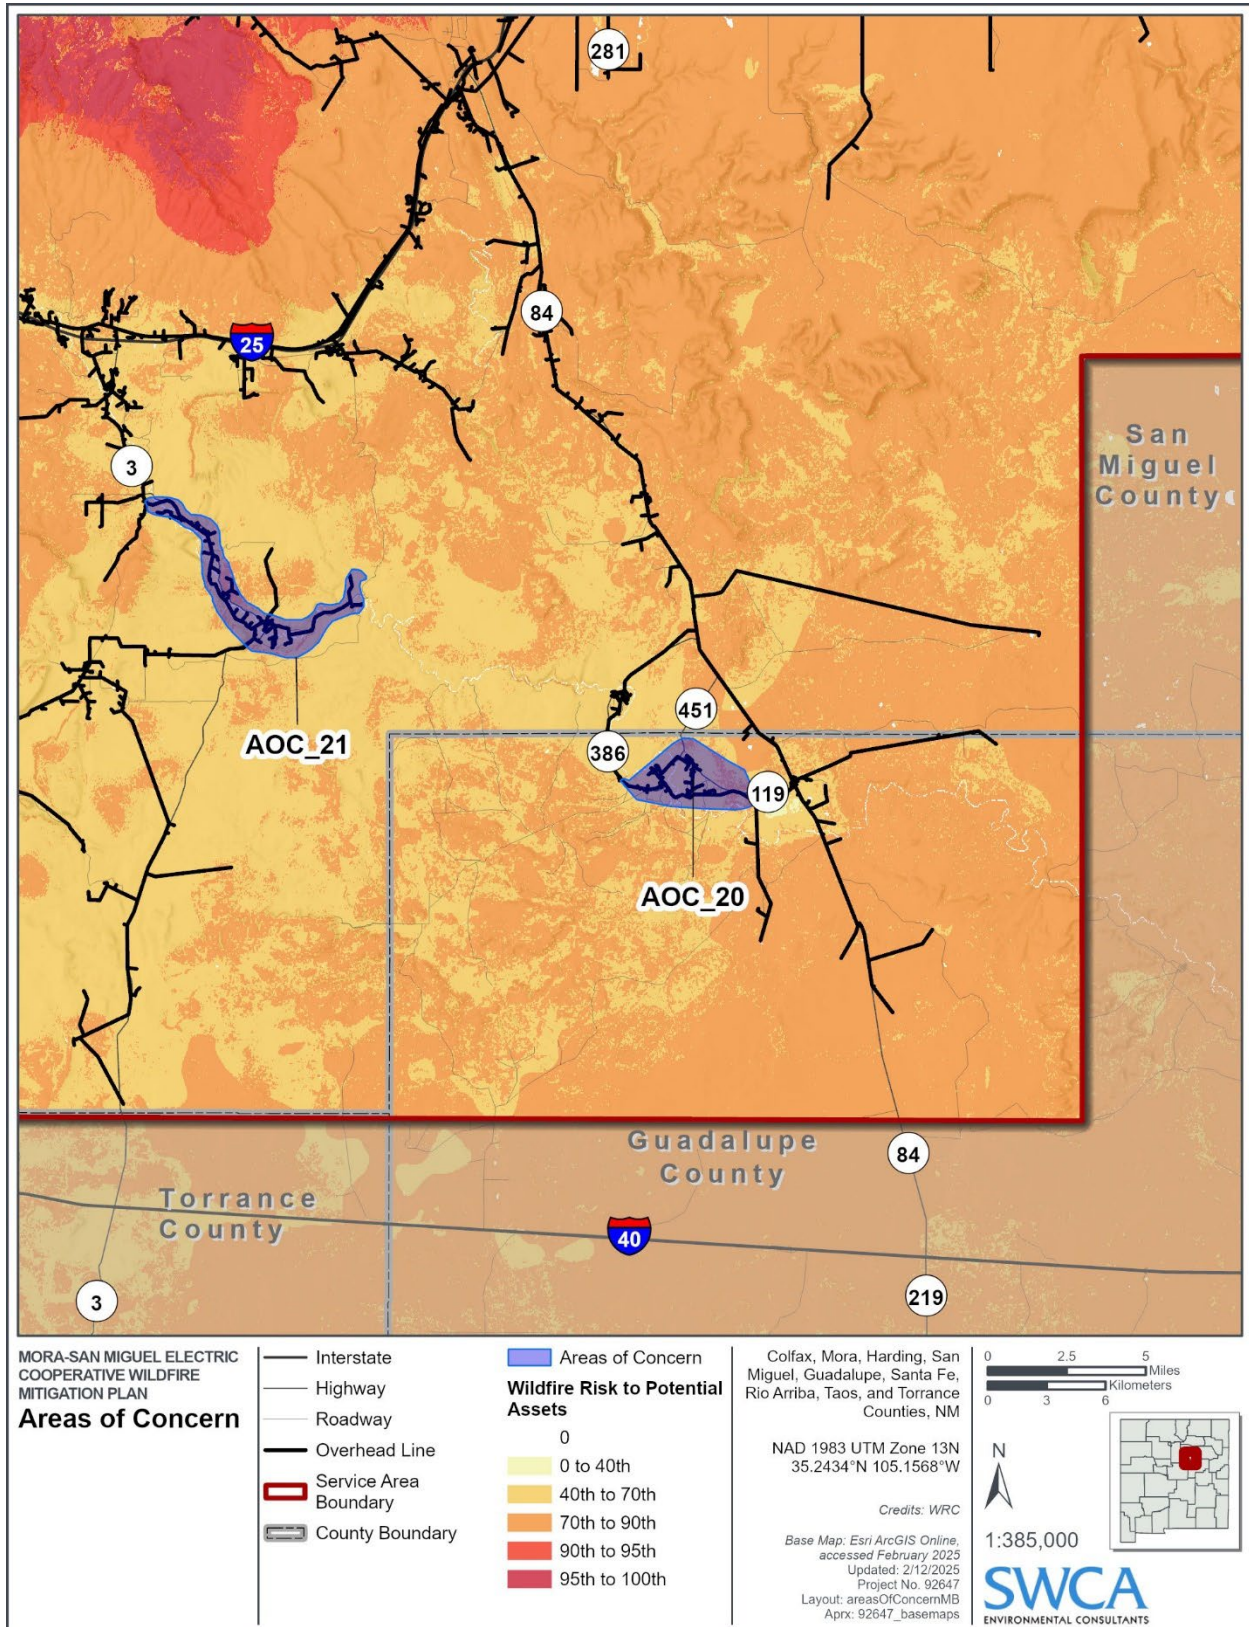 281
84
25
3
San
Miguel
County
AOC_21
451
386
119
AOC_20
Guadalupe
County
84
Torrance
County
40
3
219
MORA-SAN MIGUEL ELECTRIC
COOPERATIVE WILDFIRE
MITIGATION PLAN
Areas of Concern
Interstate
Highway
Roadway
Overhead Line
Service Area
Boundary
County Boundary
Areas of Concern
Wildfire Risk to Potential
Assets
0
0 to 40th
40th to 70th
70th to 90th
90th to 95th
95th to 100th
Colfax, Mora, Harding, San
Miguel, Guadalupe, Santa Fe,
Rio Arriba, Taos, and Torrance
Counties, NM
NAD 1983 UTM Zone 13N
35.2434°N 105.1568°W
Credits: WRC
Base Map: Esri ArcGIS Online,
accessed February 2025
Updated: 2/12/2025
Project No. 92647
Layout: areasOfConcernMB
Aprx: 92647_basemaps
0 2.5 5
Miles
Kilometers
0 3 6
N
1:385,000
SWCA
ENVIRONMENTAL CONSULTANTS